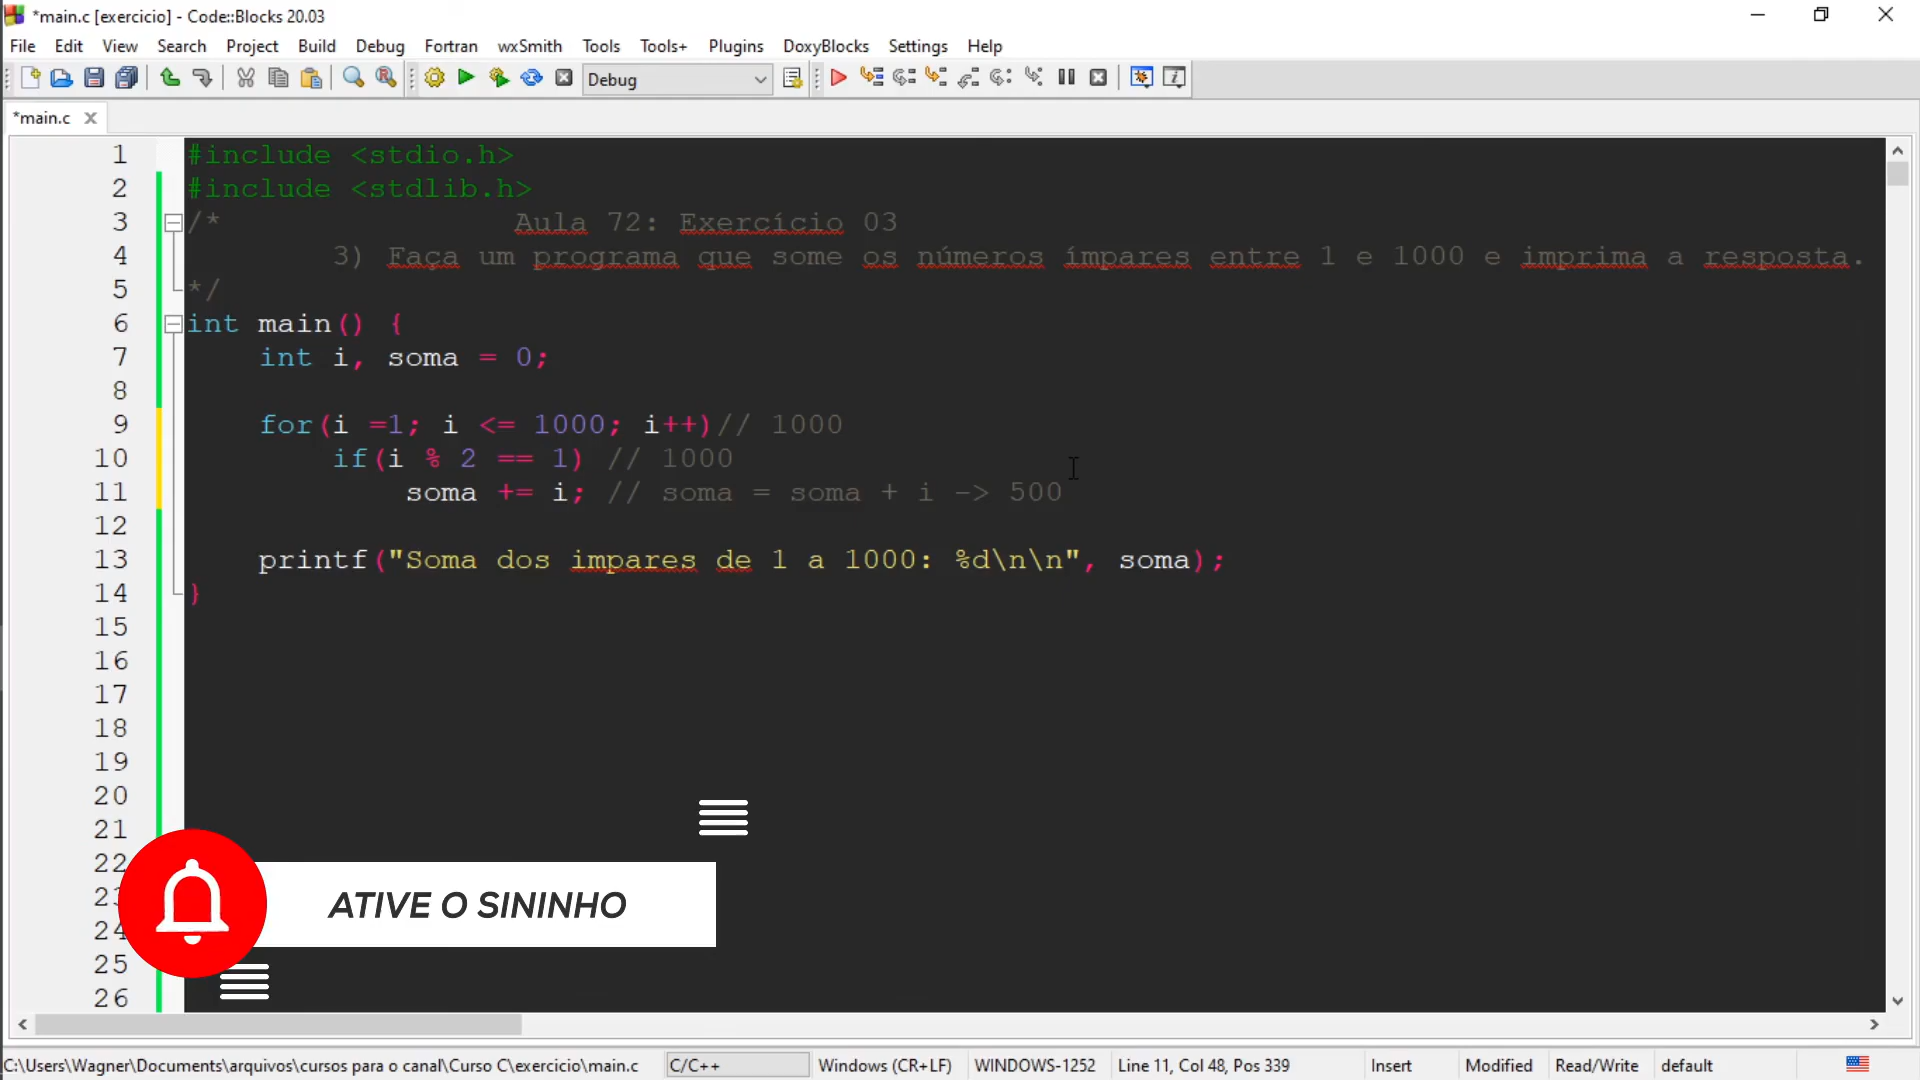 *main.c [exercicio] - Code::Blocks 20.03
File Edit View Search Project Build Debug Fortran wxSmith Tools Tools+ Plugins DoxyBlocks Settings Help
Debug
*main.c
1 #include <stdio.h>
2 #include <stdlib.h>
3 /* Aula 72: Exercício 03
4 3) Faça um programa que some os números ímpares entre 1 e 1000 e imprima a resposta.
5 */
6 int main() {
7 int i, soma = 0;
8
9 for(i =1; i <= 1000; i++)// 1000
10 if(i % 2 == 1) // 1000
11 soma += i; // soma = soma + i -> 500
12
13 printf("Soma dos impares de 1 a 1000: %d\n\n", soma);
14 }
15
16
17
18
19
20
21
22
23
24
25
26
ATIVE O SININHO
C:\Users\Wagner\Documents\arquivos\cursos para o canal\Curso C\exercicio\main.c C/C++ Windows (CR+LF) WINDOWS-1252 Line 11, Col 48, Pos 339 Insert Modified Read/Write default